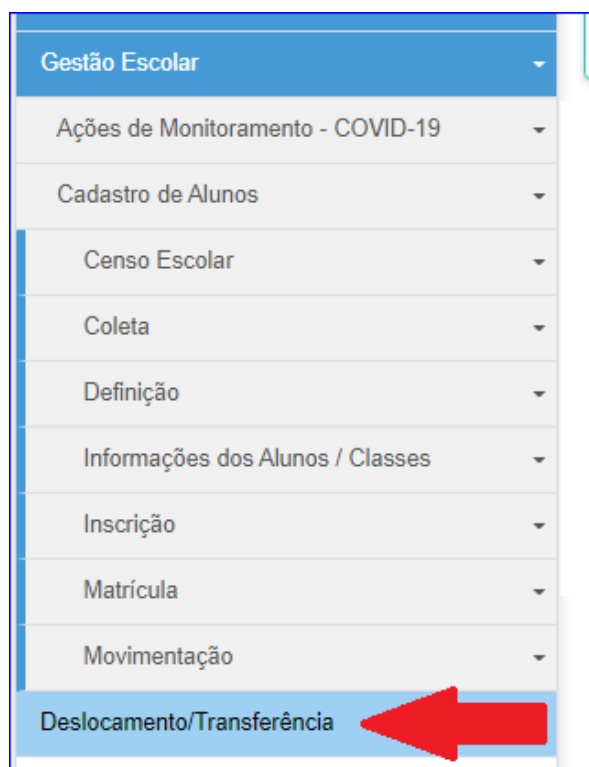 Gestão Escolar
Ações de Monitoramento - COVID-19
Cadastro de Alunos
Censo Escolar
Coleta
Definição
Informações dos Alunos / Classes
Inscrição
Matrícula
Movimentação
Deslocamento/Transferência